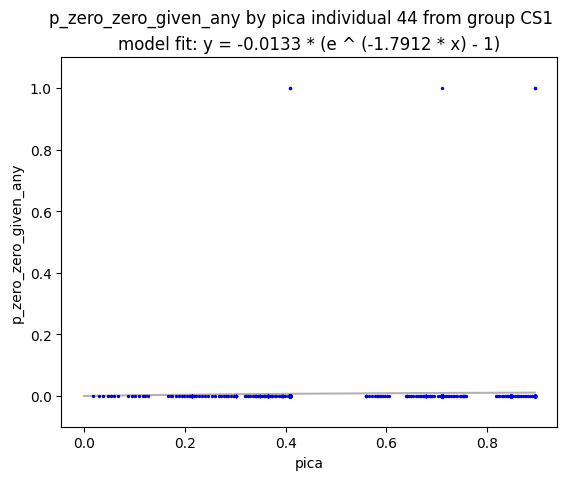 p_zero_zero_given_any by pica individual 44 from group CS1
model fit: y = -0.0133 * (e ^ (-1.7912 * x) - 1)
1.0
0.8
0.6
0.4
0.2
0.0
p_zero_zero_given_any
0.0 0.2 0.4 0.6 0.8
pica